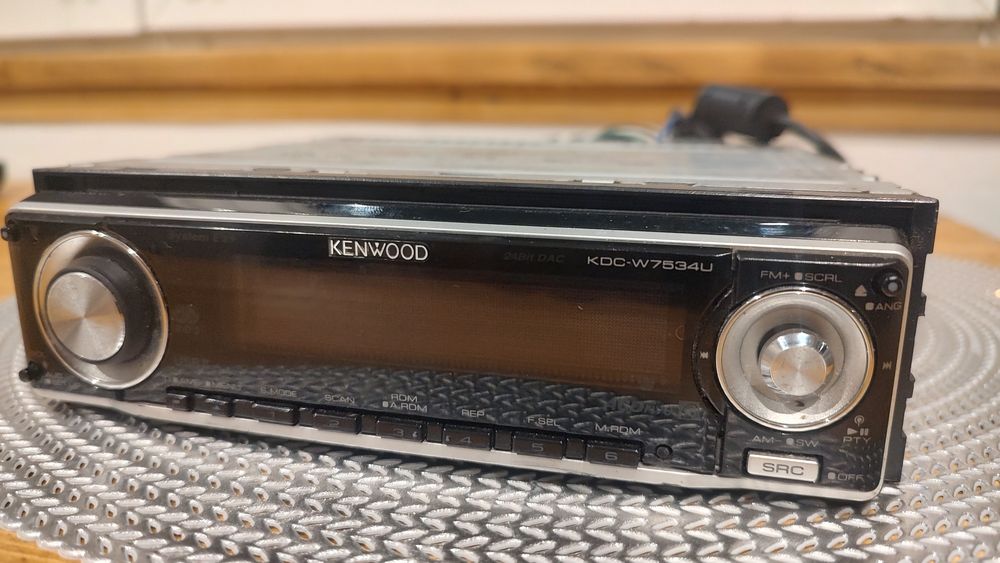 KENWOOD
24Bit DAC
KDC-W7534U
FM+ SCRL
ANG
S.MODE
SCAN
RDM
A.RDM
REP
F.SEL
M.RDM
2
3
4
5
6
AM- SW
PTY
SRC
OFF